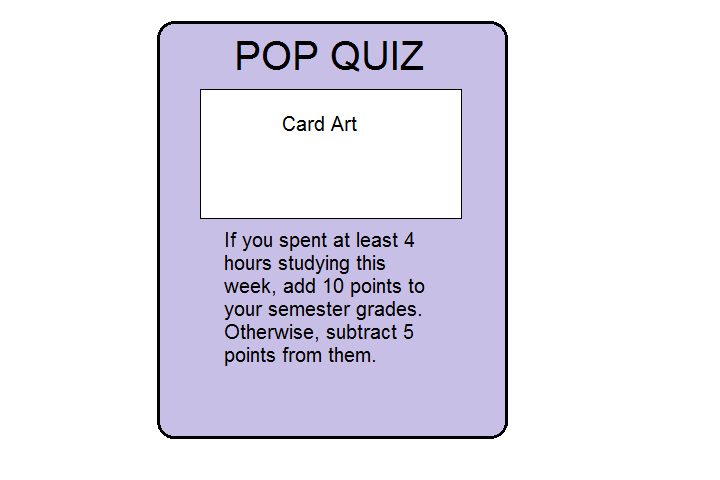 POP QUIZ
Card Art
If you spent at least 4
hours studying this
week, add 10 points to
your semester grades.
Otherwise, subtract 5
points from them.